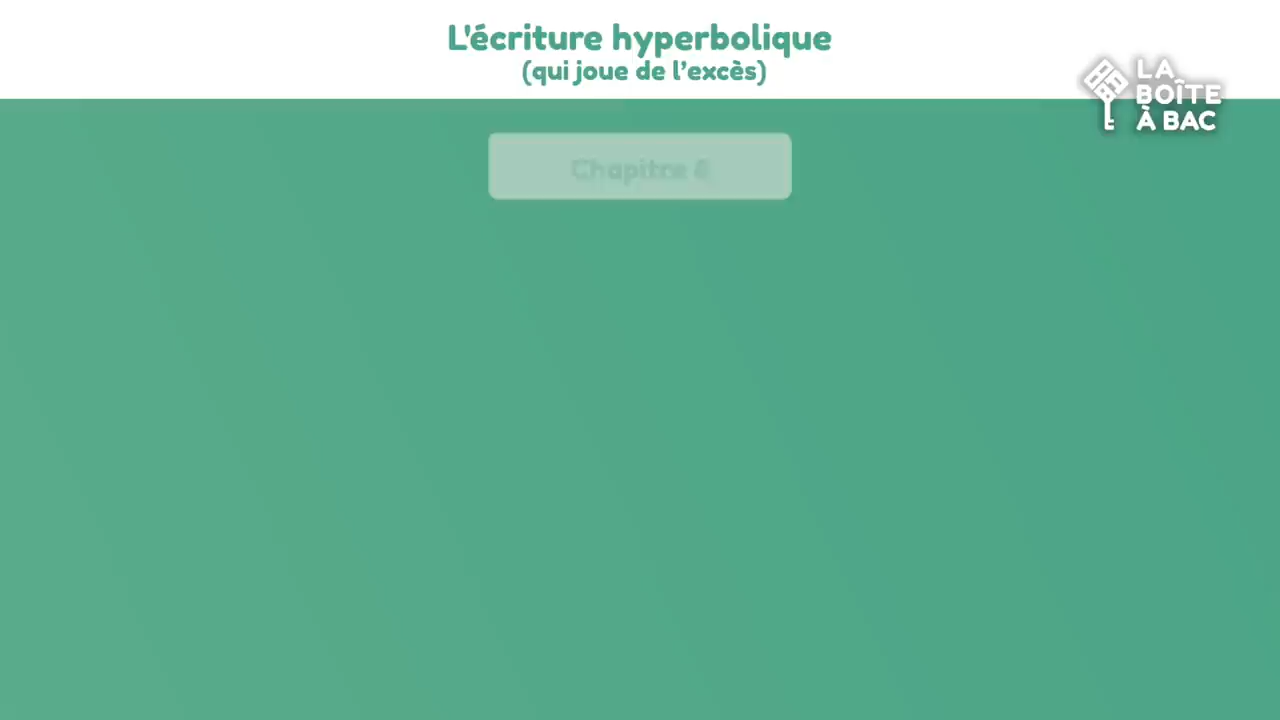 L'écriture hyperbolique
(qui joue de l'excès)
LA
BOÎTE
À BAC
Chapitre